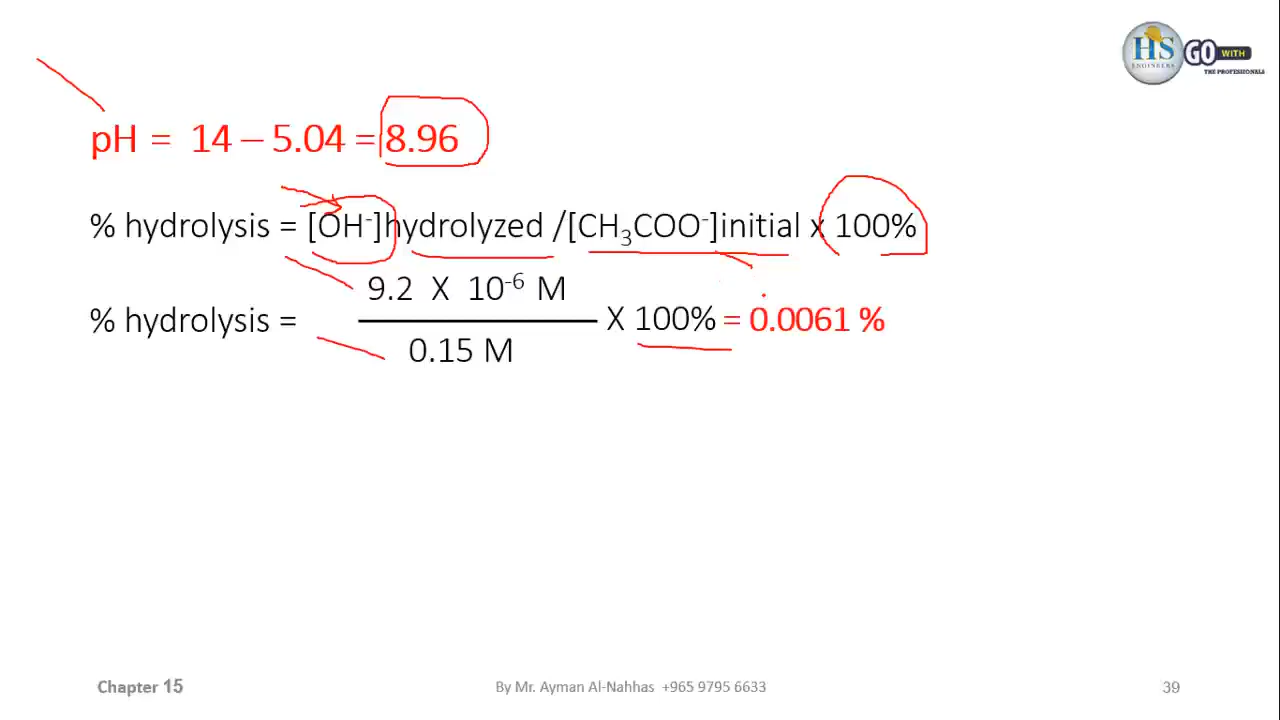 HS
ENGINEERS
GO WITH
THE PROFESSIONALS
pH = 14 – 5.04 = 8.96
% hydrolysis = [OH⁻]hydrolyzed /[CH₃COO⁻]initial x 100%
9.2 X 10⁻⁶ M
% hydrolysis = X 100% = 0.0061 %
0.15 M
Chapter 15
By Mr. Ayman Al-Nahhas +965 9795 6633
39